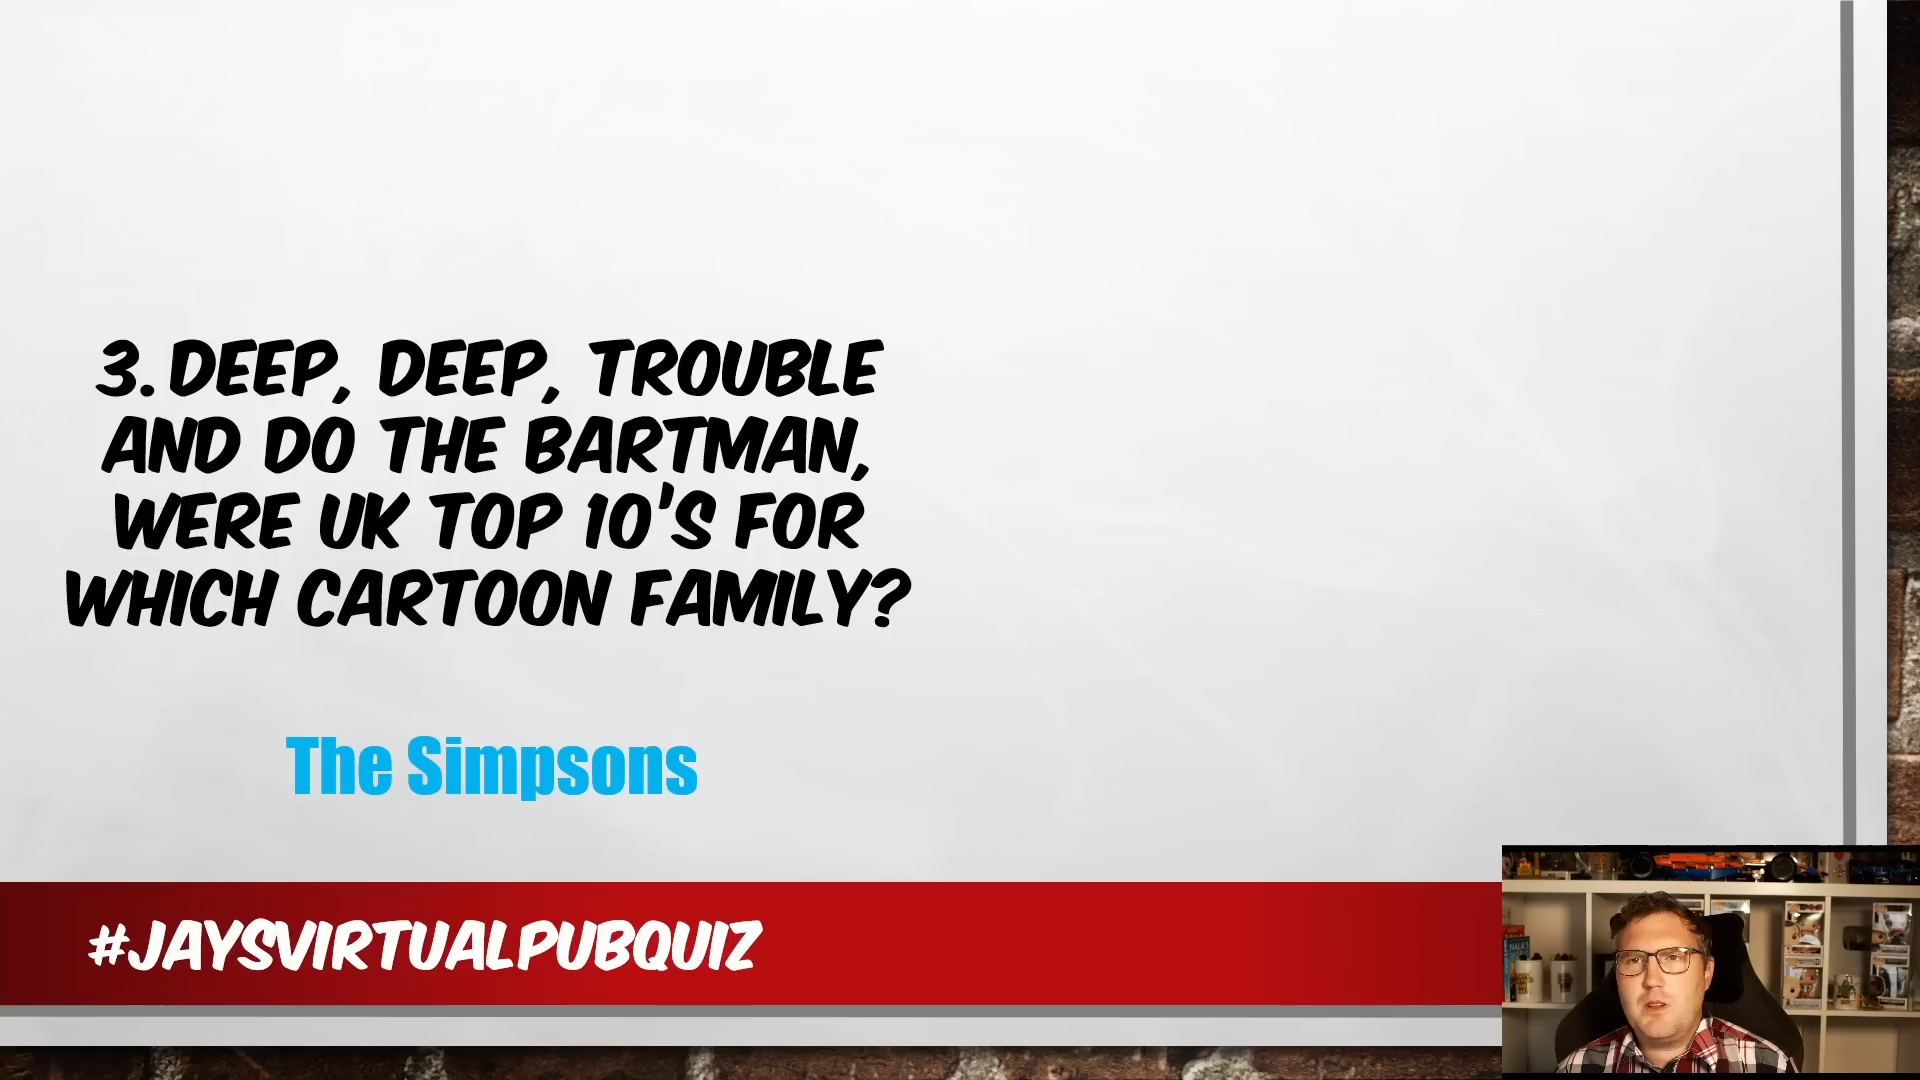 3. DEEP, DEEP, TROUBLE
AND DO THE BARTMAN,
WERE UK TOP 10'S FOR
WHICH CARTOON FAMILY?
The Simpsons
#JAYSVIRTUALPUBQUIZ
NALA'S